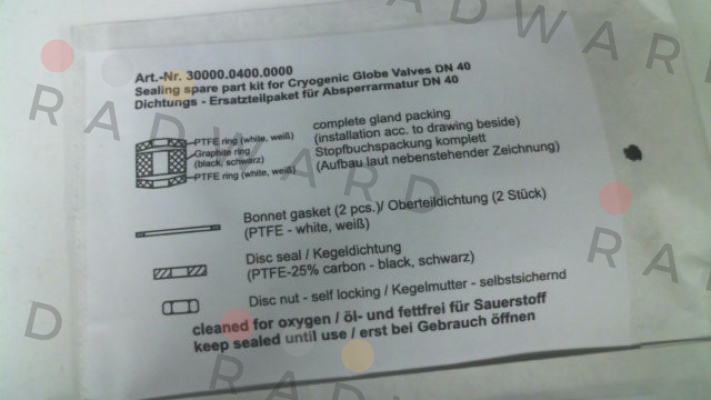 Art.-Nr. 30000.0400.0000
Sealing spare part kit for Cryogenic Globe Valves DN 40
Dichtungs - Ersatzteilpaket für Absperrarmatur DN 40
PTFE ring (white, weiß)
Graphite ring
(black, schwarz)
PTFE ring (white, weiß)
complete gland packing
(installation acc. to drawing beside)
Stopfbuchspackung komplett
(Aufbau laut nebenstehender Zeichnung)
Bonnet gasket (2 pcs.)/ Oberteildichtung (2 Stück)
(PTFE - white, weiß)
Disc seal / Kegeldichtung
(PTFE-25% carbon - black, schwarz)
Disc nut - self locking / Kegelmutter - selbstsichernd
cleaned for oxygen / öl- und fettfrei für Sauerstoff
keep sealed until use / erst bei Gebrauch öffnen
RADWARD
RADWARD
RA
D
RADWARD